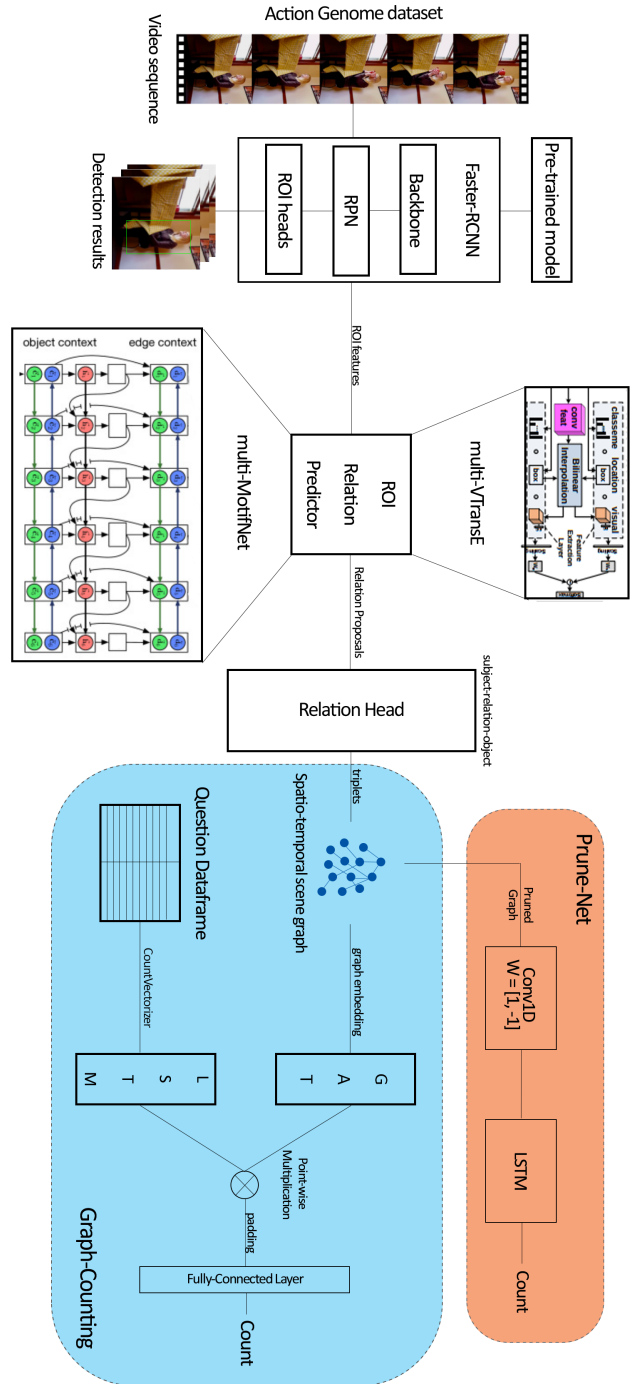 Action Genome dataset
Video sequence
Pre-trained model
Faster-RCNN
Backbone
RPN
ROI heads
Detection results
ROI features
object context
edge context
multi-MotifNet
ROI
Relation
Predictor
multi-VTransE
classeme
location
visual
conv
feat
box
box
Bilinear
Interpolation
Feature
Extraction
Layer
Relation Proposals
subject-relation-object
Relation Head
triplets
Prune-Net
Pruned
Graph
Conv1D
W = [1, -1]
LSTM
Count
Spatio-temporal scene graph
graph embedding
G
A
T
Question Dataframe
CountVectorizer
L
S
T
M
Point-wise
Multiplication
padding
Fully-Connected Layer
Count
Graph-Counting